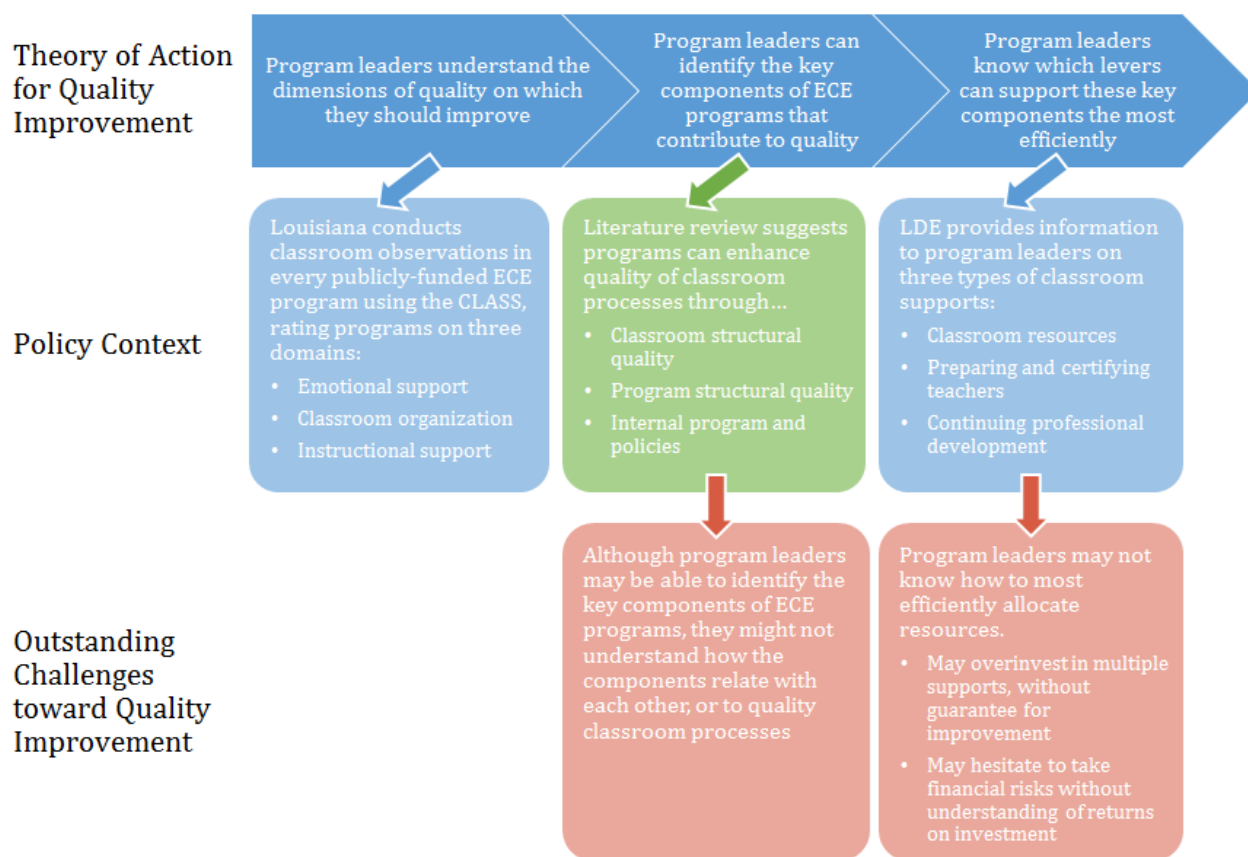 Theory of Action
for Quality
Improvement
Program leaders understand the
dimensions of quality on which
they should improve
Program leaders can
identify the key
components of ECE
programs that
contribute to quality
Program leaders
know which levers
can support these key
components the most
efficiently
Policy Context
Louisiana conducts
classroom observations in
every publicly-funded ECE
program using the CLASS,
rating programs on three
domains:
• Emotional support
• Classroom organization
• Instructional support
Literature review suggests
programs can enhance
quality of classroom
processes through…
• Classroom structural
quality
• Program structural quality
• Internal program and
policies
LDE provides information
to program leaders on
three types of classroom
supports:
• Classroom resources
• Preparing and certifying
teachers
• Continuing professional
development
Outstanding
Challenges
toward Quality
Improvement
Although program leaders
may be able to identify the
key components of ECE
programs, they might not
understand how the
components relate with
each other, or to quality
classroom processes
Program leaders may not
know how to most
efficiently allocate
resources.
• May overinvest in multiple
supports, without
guarantee for
improvement
• May hesitate to take
financial risks without
understanding of returns
on investment